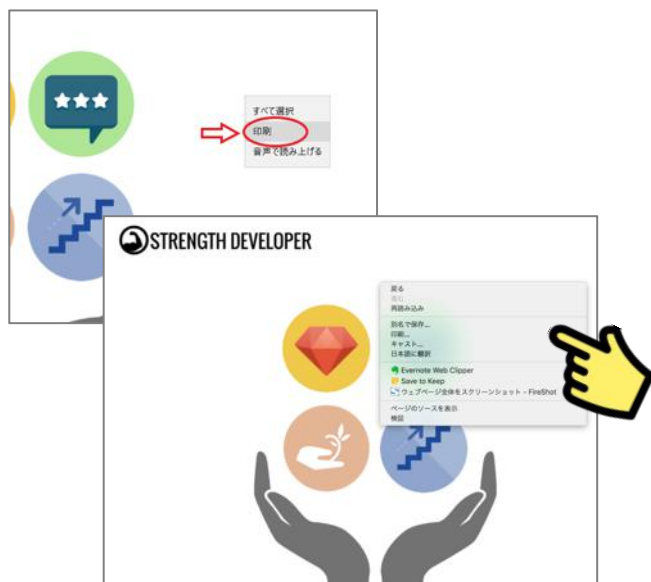 すべて選択
印刷
音声で読み上げる
STRENGTH DEVELOPER
戻る
進む
再読み込み
別名で保存...
印刷...
キャスト...
日本語に翻訳
Evernote Web Clipper
Save to Keep
ウェブページ全体をスクリーンショット - FireShot
ページのソースを表示
検証